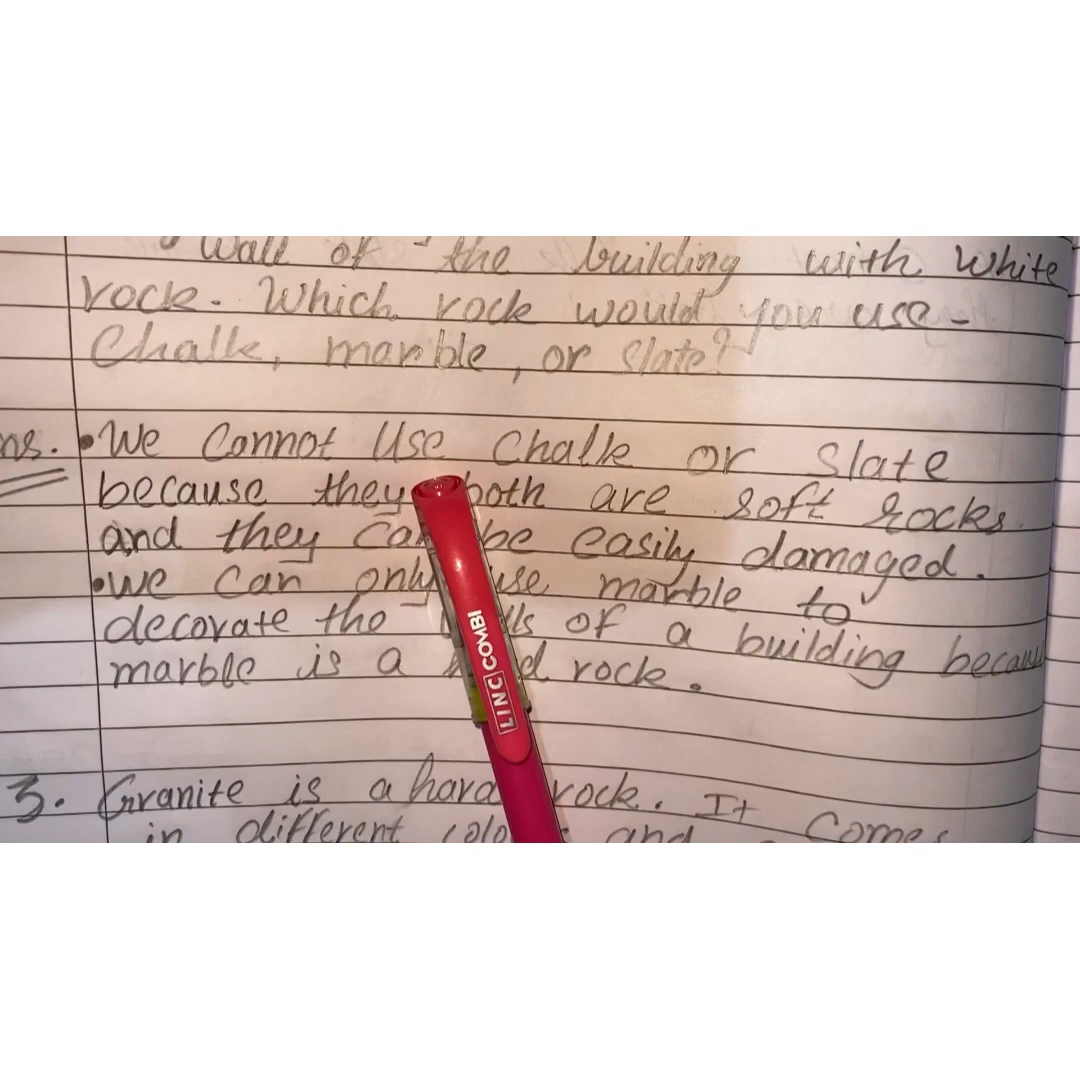 Wall of the building with White
rock. Which rock would you use-
Chalk, marble, or Slate?
ns. •We Cannot Use Chalk or Slate
because they both are soft rocks
and they can be easily damaged.
•we can only use marble to
decorate the of a building becau
marble is a rock.
3. Granite is a hard rock. It Comes
in different and
LINC COMBI